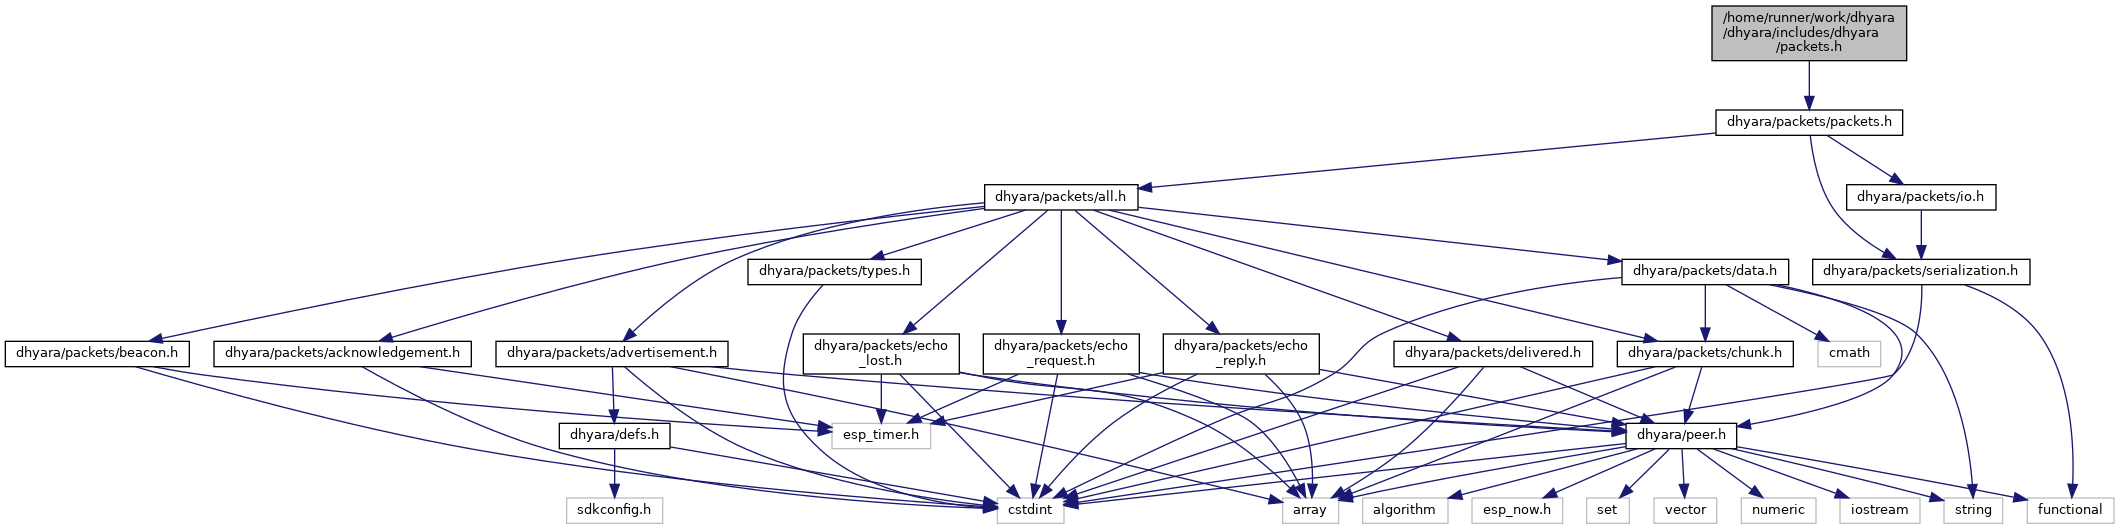 /home/runner/work/dhyara
/dhyara/includes/dhyara
/packets.h
dhyara/packets/packets.h
dhyara/packets/all.h
dhyara/packets/io.h
dhyara/packets/types.h
dhyara/packets/data.h
dhyara/packets/serialization.h
dhyara/packets/beacon.h
dhyara/packets/acknowledgement.h
dhyara/packets/advertisement.h
dhyara/packets/echo
_lost.h
dhyara/packets/echo
_request.h
dhyara/packets/echo
_reply.h
dhyara/packets/delivered.h
dhyara/packets/chunk.h
cmath
dhyara/defs.h
esp_timer.h
dhyara/peer.h
sdkconfig.h
cstdint
array
algorithm
esp_now.h
set
vector
numeric
iostream
string
functional